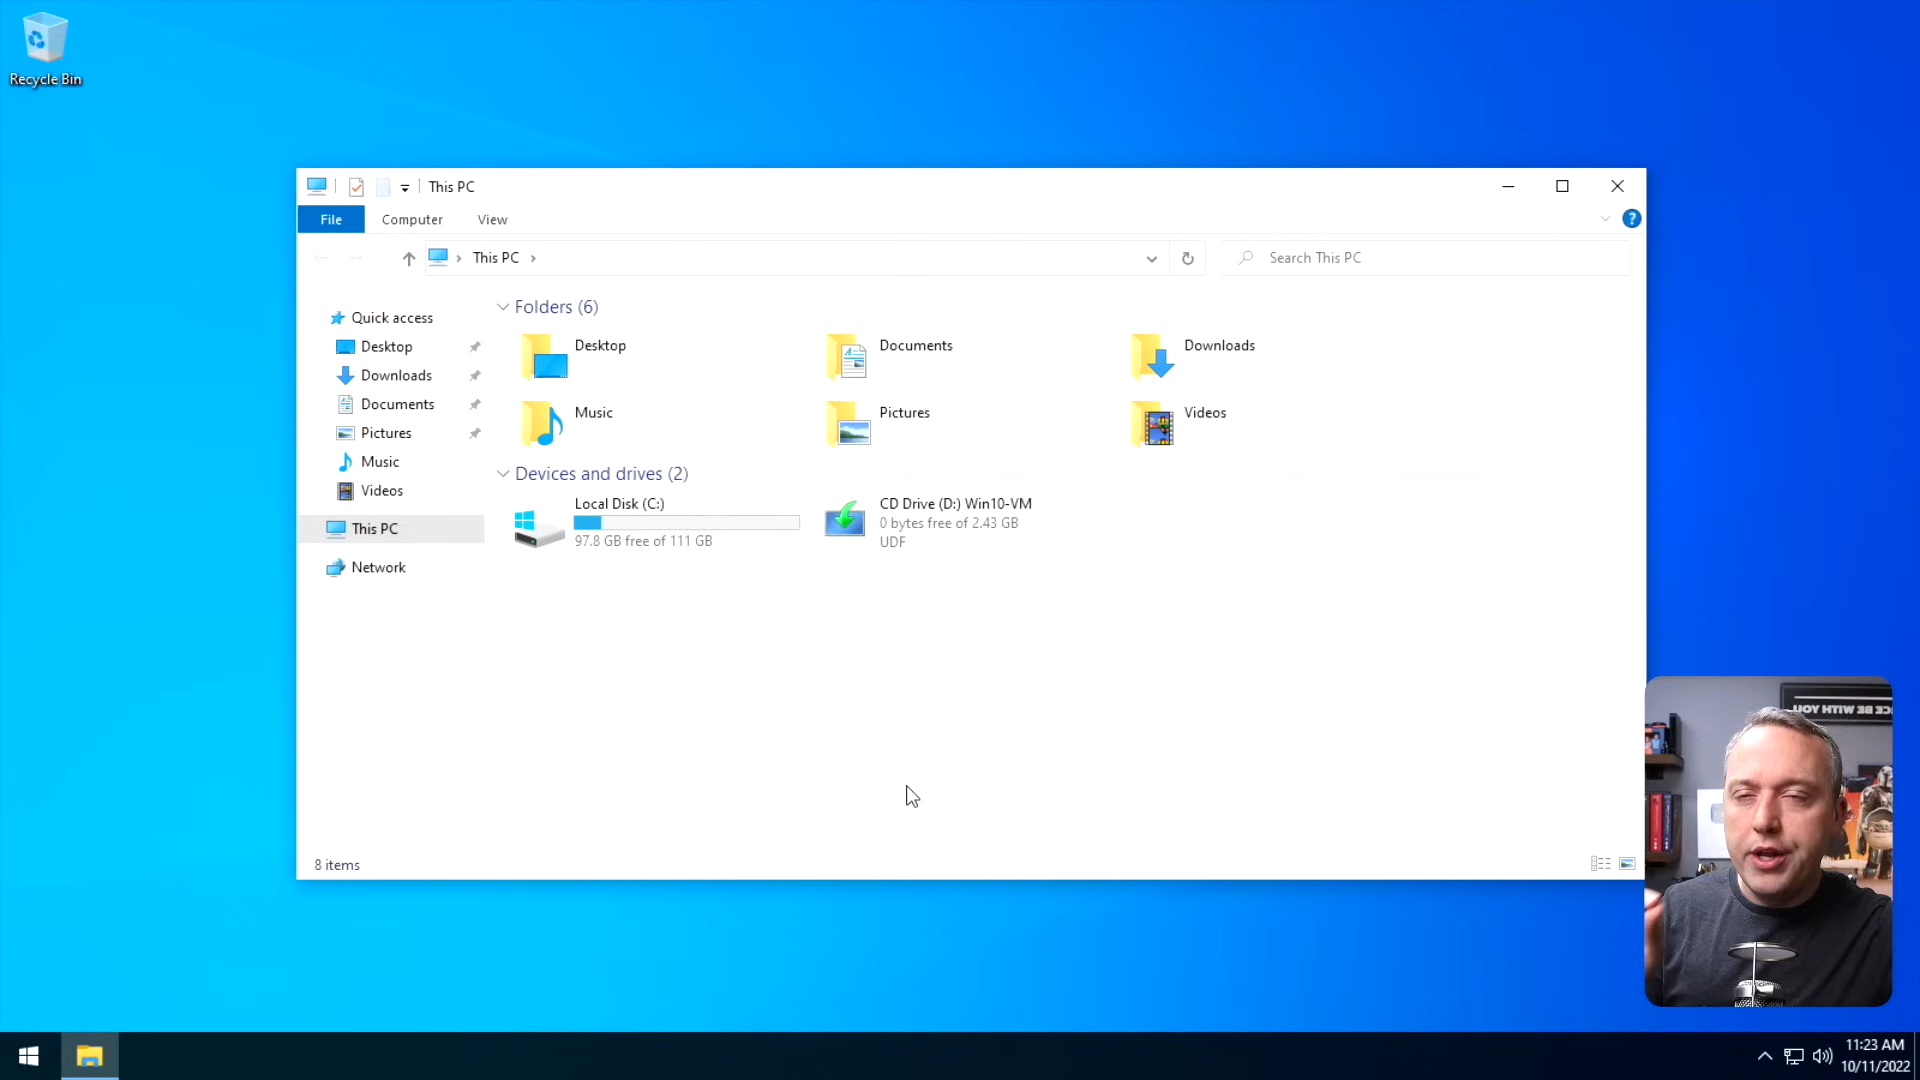 Recycle Bin
This PC
File
Computer
View
?
This PC
Search This PC
Quick access
Desktop
Downloads
Documents
Pictures
Music
Videos
This PC
Network
Folders (6)
Desktop
Documents
Downloads
Music
Pictures
Videos
Devices and drives (2)
Local Disk (C:)
97.8 GB free of 111 GB
CD Drive (D:) Win10-VM
0 bytes free of 2.43 GB
UDF
8 items
BE WITH YOU
11:23 AM
10/11/2022